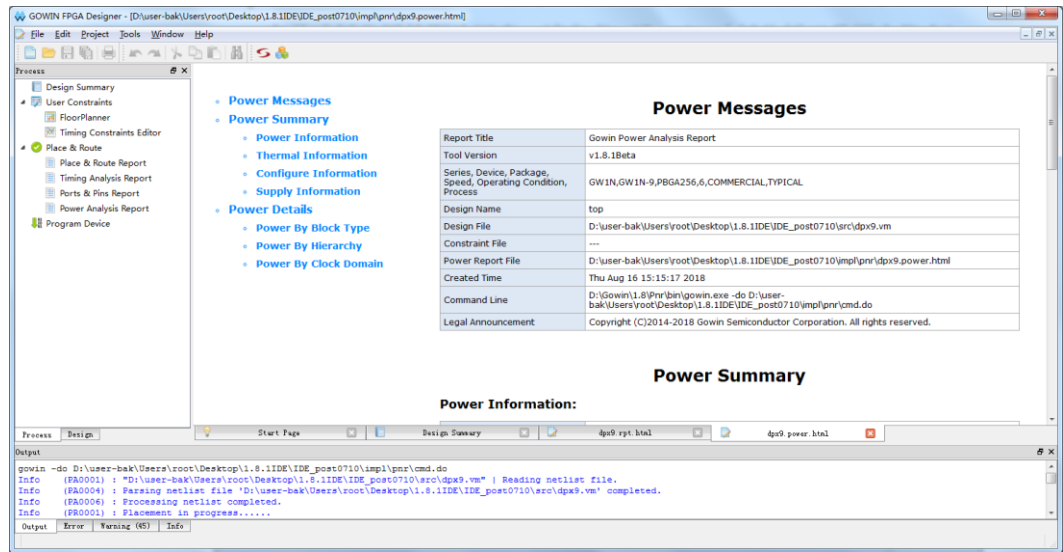 GOWIN FPGA Designer - [D:\user-bak\Users\root\Desktop\1.8.1IDE\IDE_post0710\impl\pnr\dpx9.power.html]
File Edit Project Tools Window Help
Process
Design Summary
User Constraints
FloorPlanner
Timing Constraints Editor
Place & Route
Place & Route Report
Timing Analysis Report
Ports & Pins Report
Power Analysis Report
Program Device
Process Design
Power Messages
Power Summary
Power Information
Thermal Information
Configure Information
Supply Information
Power Details
Power By Block Type
Power By Hierarchy
Power By Clock Domain
Power Messages
Report Title Gowin Power Analysis Report
Tool Version v1.8.1Beta
Series, Device, Package,
Speed, Operating Condition,
Process
GW1N,GW1N-9,PBGA256,6,COMMERCIAL,TYPICAL
Design Name top
Design File D:\user-bak\Users\root\Desktop\1.8.1IDE\IDE_post0710\src\dpx9.vm
Constraint File ---
Power Report File D:\user-bak\Users\root\Desktop\1.8.1IDE\IDE_post0710\impl\pnr\dpx9.power.html
Created Time Thu Aug 16 15:15:17 2018
Command Line D:\Gowin\1.8\Pnr\bin\gowin.exe -do D:\user-
bak\Users\root\Desktop\1.8.1IDE\IDE_post0710\impl\pnr\cmd.do
Legal Announcement Copyright (C)2014-2018 Gowin Semiconductor Corporation. All rights reserved.
Power Summary
Power Information:
Start Page Design Summary dpx9.rpt.html dpx9.power.html
Output
gowin -do D:\user-bak\Users\root\Desktop\1.8.1IDE\IDE_post0710\impl\pnr\cmd.do
Info (PA0001) : "D:\user-bak\Users\root\Desktop\1.8.1IDE\IDE_post0710\src\dpx9.vm" | Reading netlist file.
Info (PA0004) : Parsing netlist file 'D:\user-bak\Users\root\Desktop\1.8.1IDE\IDE_post0710\src\dpx9.vm' completed.
Info (PA0006) : Processing netlist completed.
Info (PR0001) : Placement in progress......
Output Error Warning (45) Info